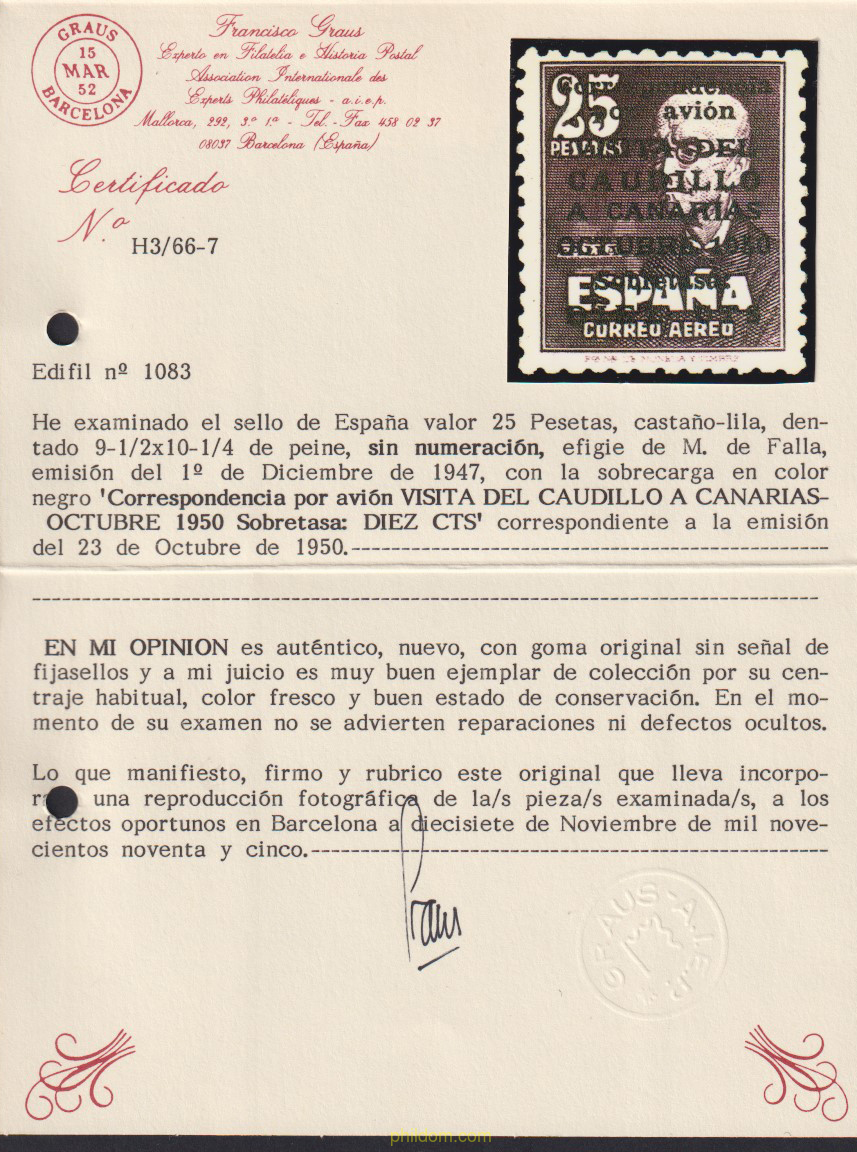 GRAUS
15
MAR
52
BARCELONA
Francisco Graus
Experto en Filatelia e Historia Postal
Association Internationale des
Experts Philatéliques - a.i.e.p.
Mallorca, 292, 3.º 1.ª - Tel. - Fax 458 02 37
08037 Barcelona (España)
Certificado
N.º
H3/66-7
25
PESETAS
Correspondencia
por avión
VISITA DEL
CAUDILLO
A CANARIAS
OCTUBRE 1950
Sobretasa:
ESPAÑA
CORREO AEREO
Edifil nº 1083
He examinado el sello de España valor 25 Pesetas, castaño-lila, den-
tado 9-1/2x10-1/4 de peine, sin numeración, efigie de M. de Falla,
emisión del 1º de Diciembre de 1947, con la sobrecarga en color
negro 'Correspondencia por avión VISITA DEL CAUDILLO A CANARIAS-
OCTUBRE 1950 Sobretasa: DIEZ CTS' correspondiente a la emisión
del 23 de Octubre de 1950.------------------------------------------
----------------------------------------------------------------------
EN MI OPINION es auténtico, nuevo, con goma original sin señal de
fijasellos y a mi juicio es muy buen ejemplar de colección por su cen-
traje habitual, color fresco y buen estado de conservación. En el mo-
mento de su examen no se advierten reparaciones ni defectos ocultos.
Lo que manifiesto, firmo y rubrico este original que lleva incorpo-
una reproducción fotográfica de la/s pieza/s examinada/s, a los
efectos oportunos en Barcelona a diecisiete de Noviembre de mil nove-
cientos noventa y cinco.----------------------------------------------
Graus
GRAUS-A.I.E.P.
phildom.com